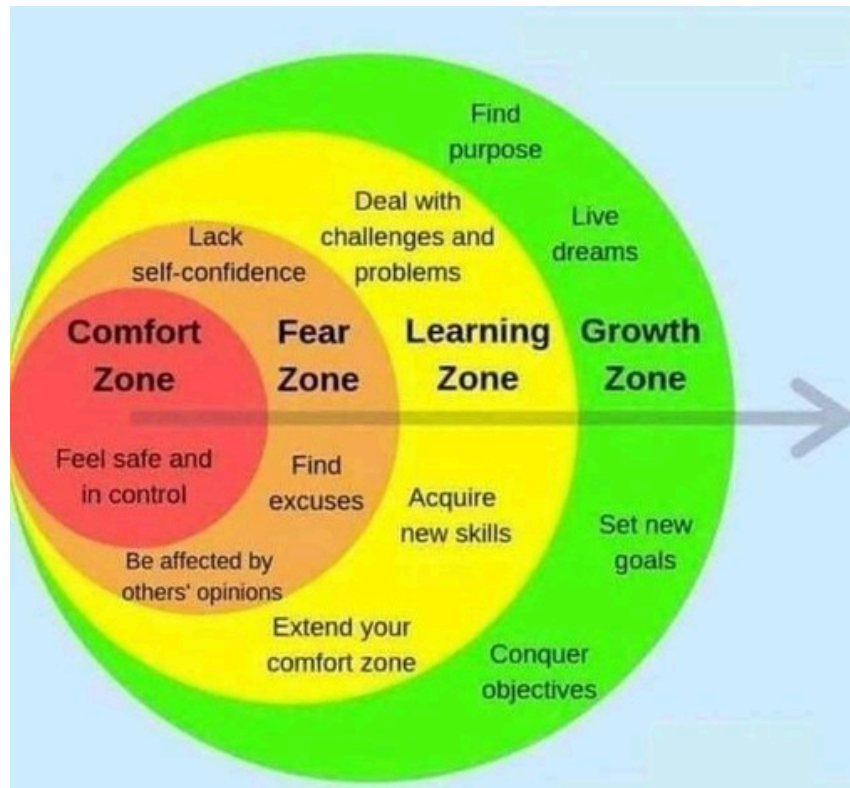 Find
purpose
Deal with
challenges and
problems
Live
dreams
Lack
self-confidence
Comfort
Zone
Fear
Zone
Learning
Zone
Growth
Zone
Feel safe and
in control
Find
excuses
Acquire
new skills
Set new
goals
Be affected by
others' opinions
Extend your
comfort zone
Conquer
objectives